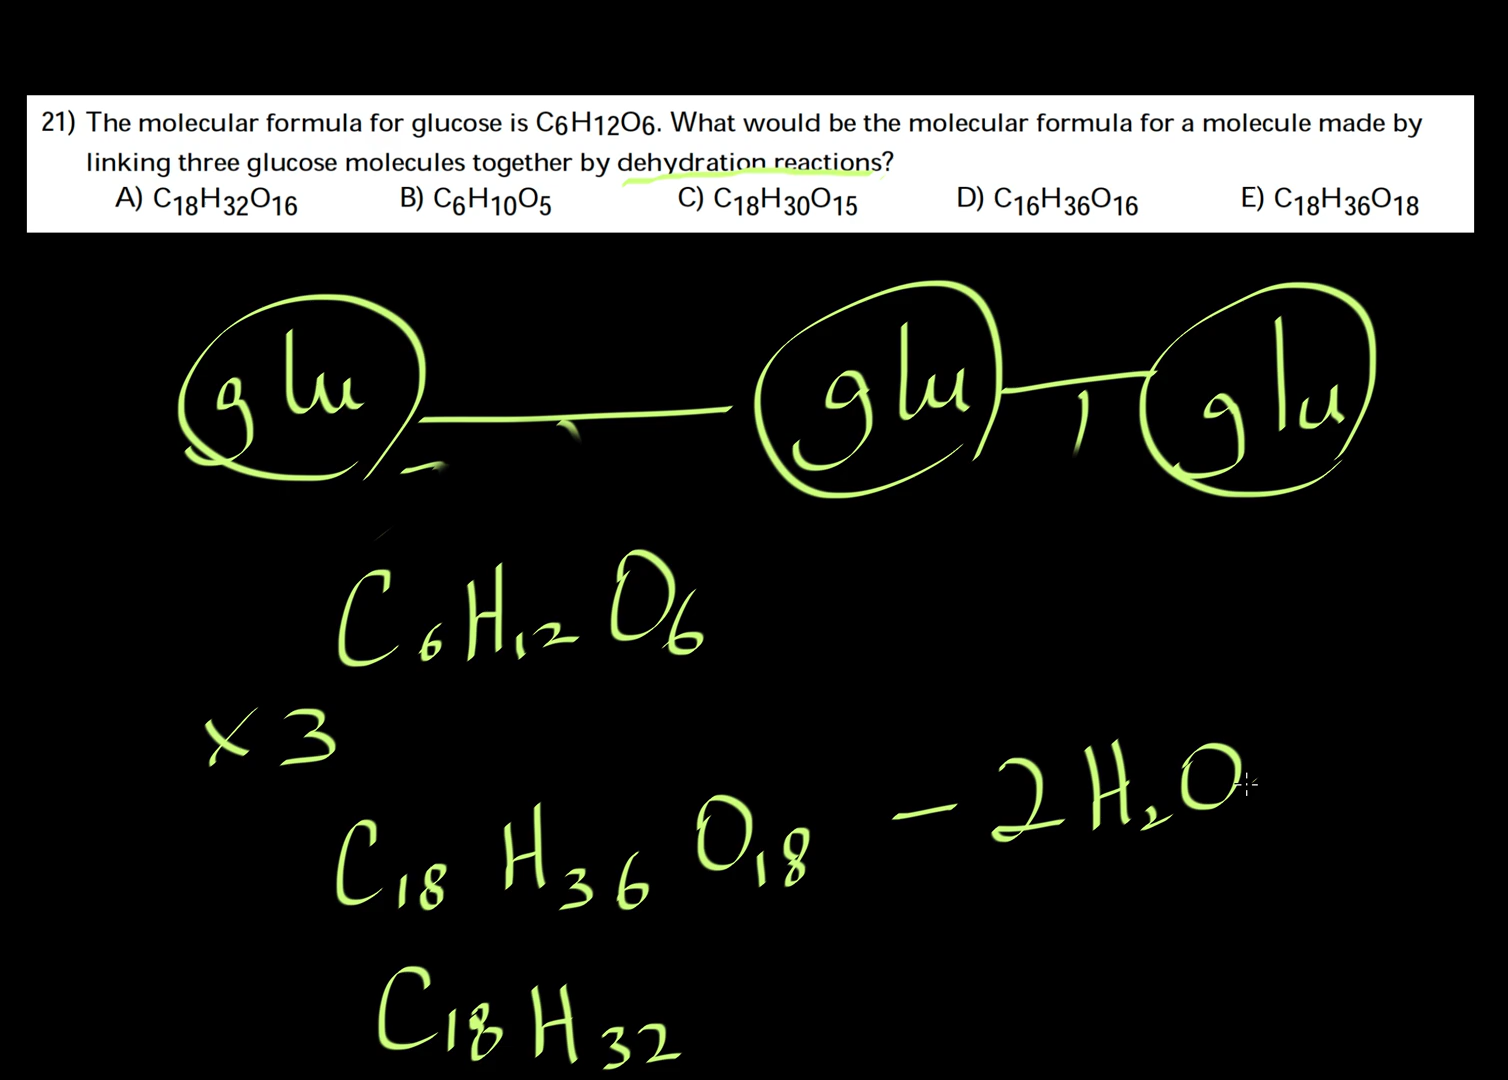 21) The molecular formula for glucose is C6H12O6. What would be the molecular formula for a molecule made by
linking three glucose molecules together by dehydration reactions?
A) C18H32O16 B) C6H10O5 C) C18H30O15 D) C16H36O16 E) C18H36O18
glu glu glu
C6H12O6
×3
C18H36O18 - 2H2O
C18H32